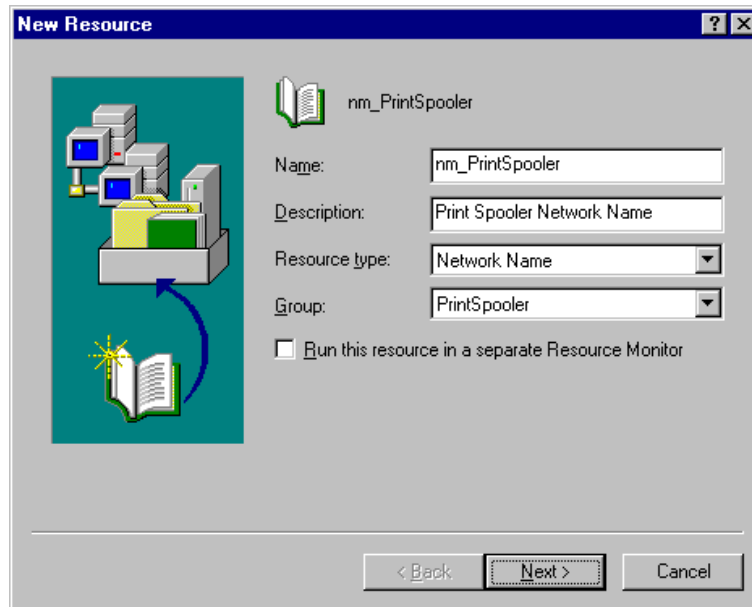 New Resource
nm_PrintSpooler
Name: nm_PrintSpooler
Description: Print Spooler Network Name
Resource type: Network Name
Group: PrintSpooler
Run this resource in a separate Resource Monitor
< Back Next > Cancel